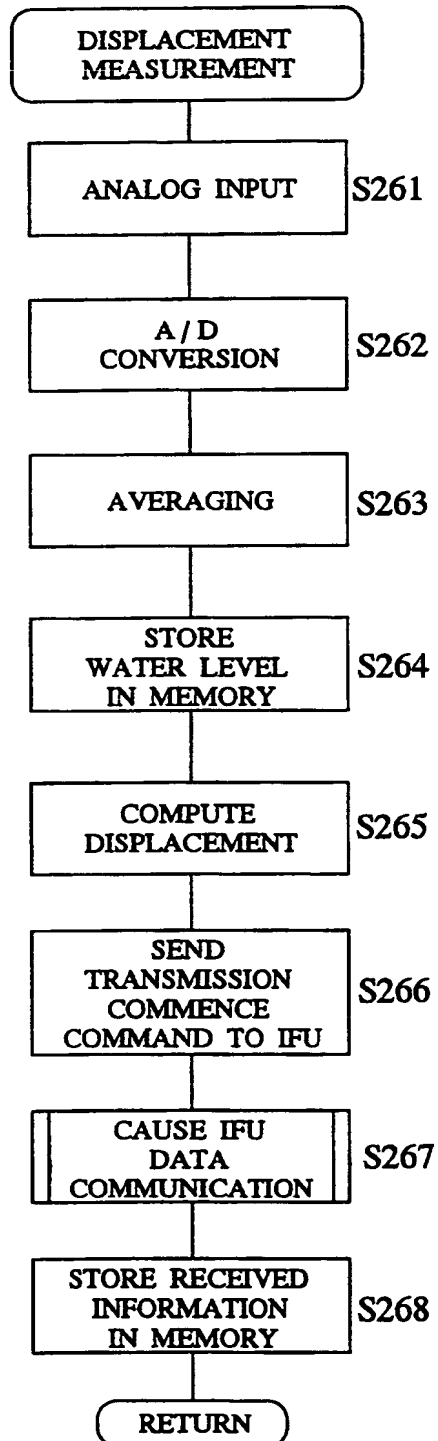 DISPLACEMENT
MEASUREMENT
ANALOG INPUT
S261
A / D
CONVERSION
S262
AVERAGING
S263
STORE
WATER LEVEL
IN MEMORY
S264
COMPUTE
DISPLACEMENT
S265
SEND
TRANSMISSION
COMMENCE
COMMAND TO IFU
S266
CAUSE IFU
DATA
COMMUNICATION
S267
STORE RECEIVED
INFORMATION
IN MEMORY
S268
RETURN